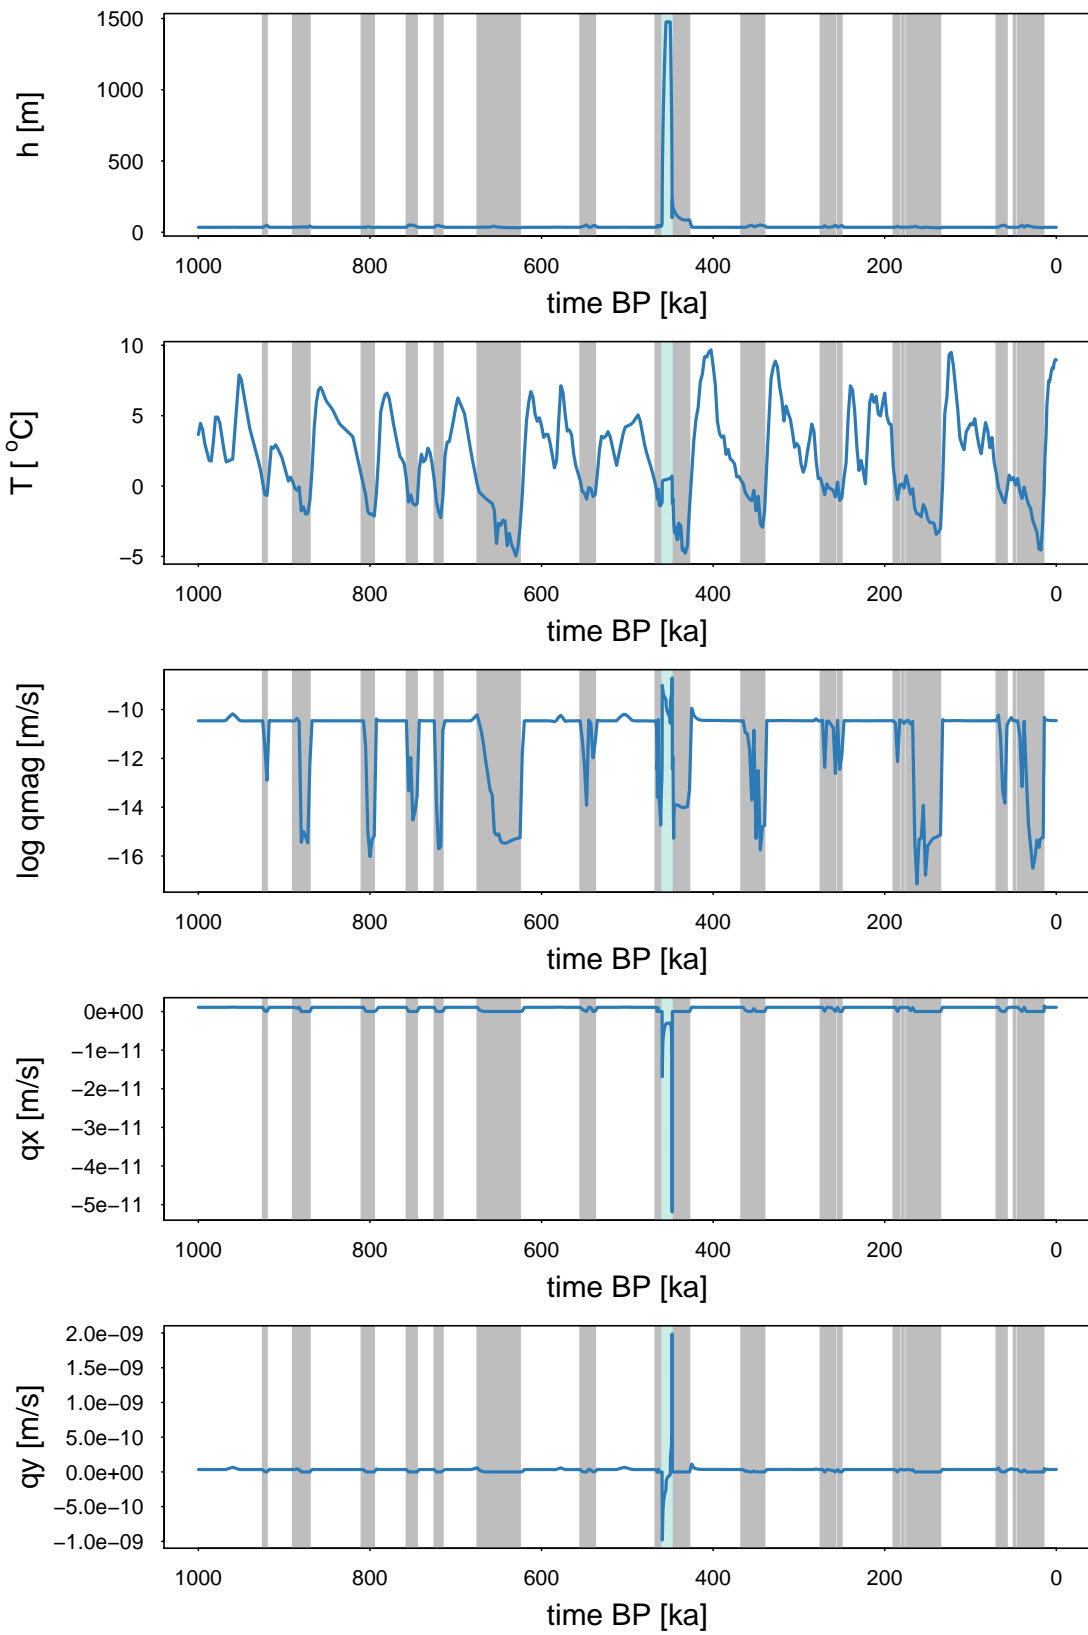 1500
1000
500
0
h [m]
1000 800 600 400 200 0
time BP [ka]
10
5
0
−5
T [ °C]
1000 800 600 400 200 0
time BP [ka]
−10
−12
−14
−16
log qmag [m/s]
1000 800 600 400 200 0
time BP [ka]
0e+00
−1e−11
−2e−11
−3e−11
−4e−11
−5e−11
qx [m/s]
1000 800 600 400 200 0
time BP [ka]
2.0e−09
1.5e−09
1.0e−09
5.0e−10
0.0e+00
−5.0e−10
−1.0e−09
qy [m/s]
1000 800 600 400 200 0
time BP [ka]